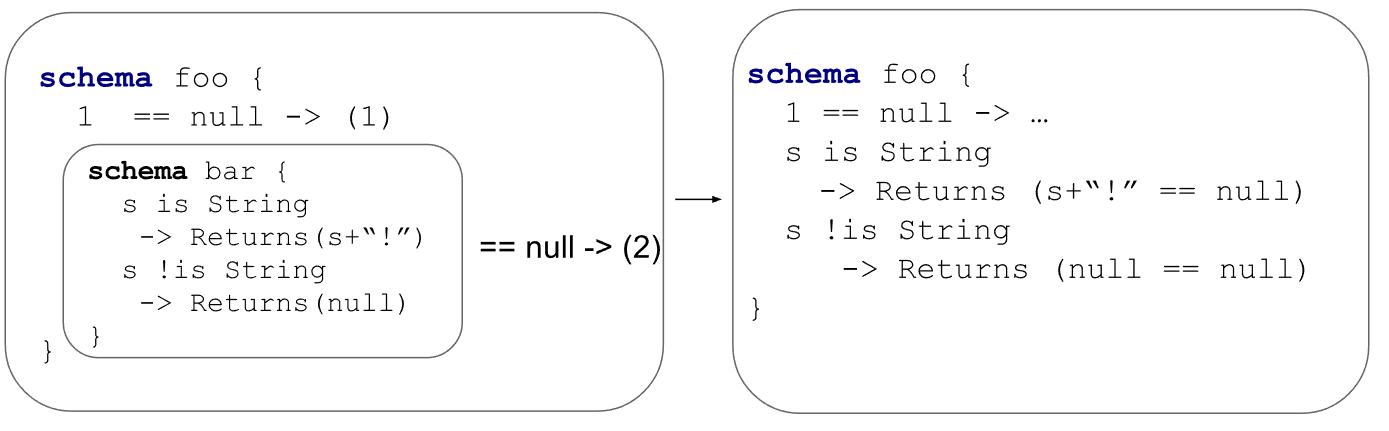 schema foo {
1 == null -> (1)
schema bar {
s is String
-> Returns(s+“!”)
s !is String
-> Returns(null)
}
== null -> (2)
}
schema foo {
1 == null -> …
s is String
-> Returns (s+“!” == null)
s !is String
-> Returns (null == null)
}